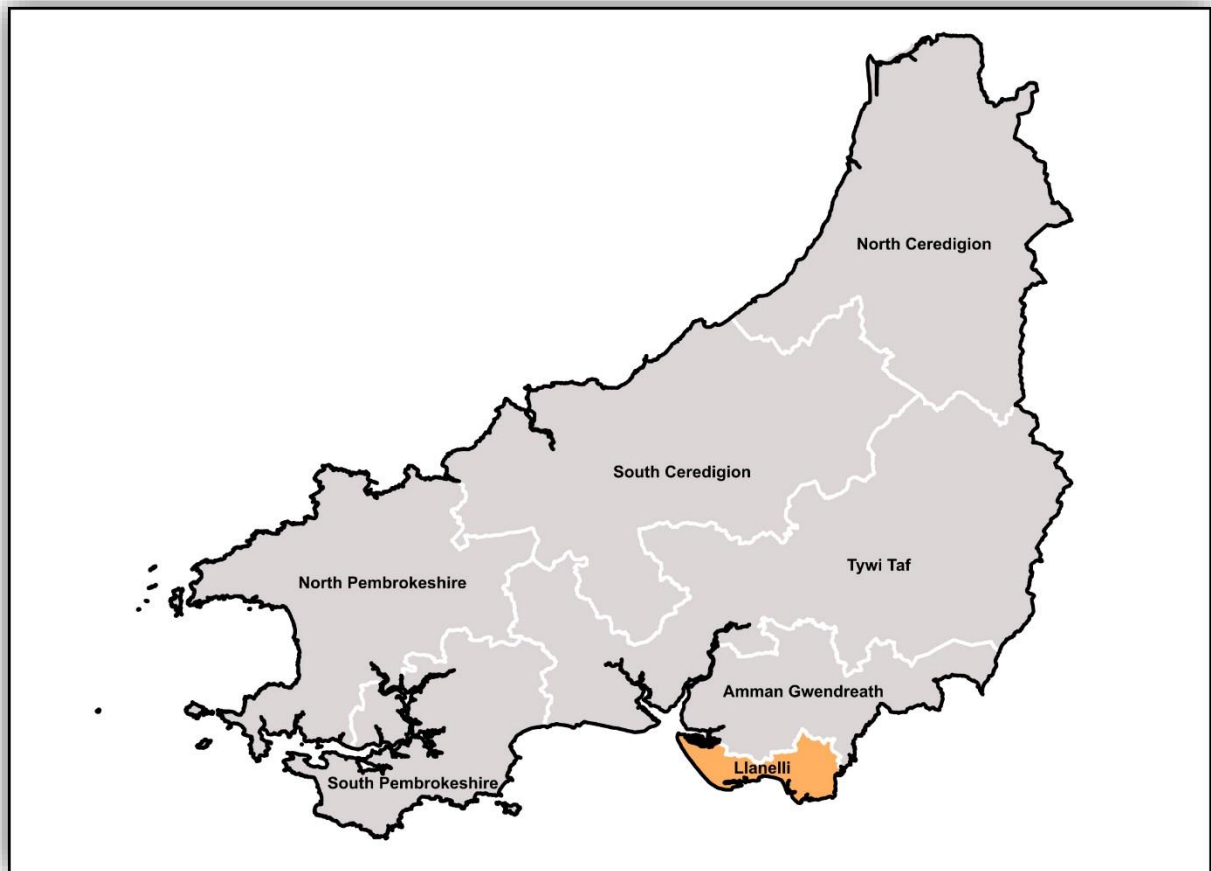 North Ceredigion
South Ceredigion
Tywi Taf
North Pembrokeshire
Amman Gwendreath
Llanelli
South Pembrokeshire